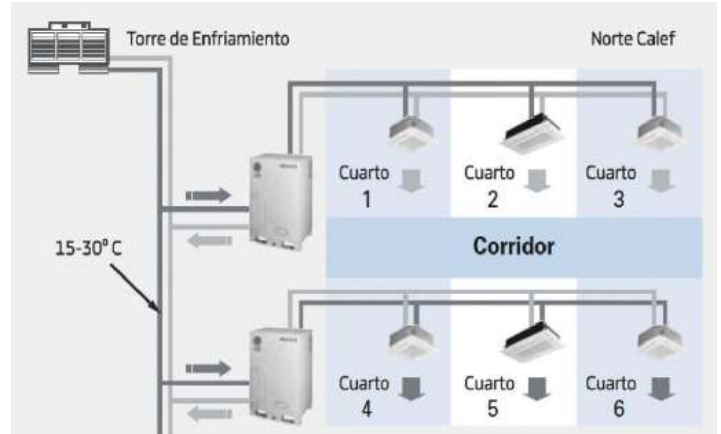 Torre de Enfriamiento
Norte Calef
Cuarto
1
Cuarto
2
Cuarto
3
15-30° C
Corridor
Cuarto
4
Cuarto
5
Cuarto
6